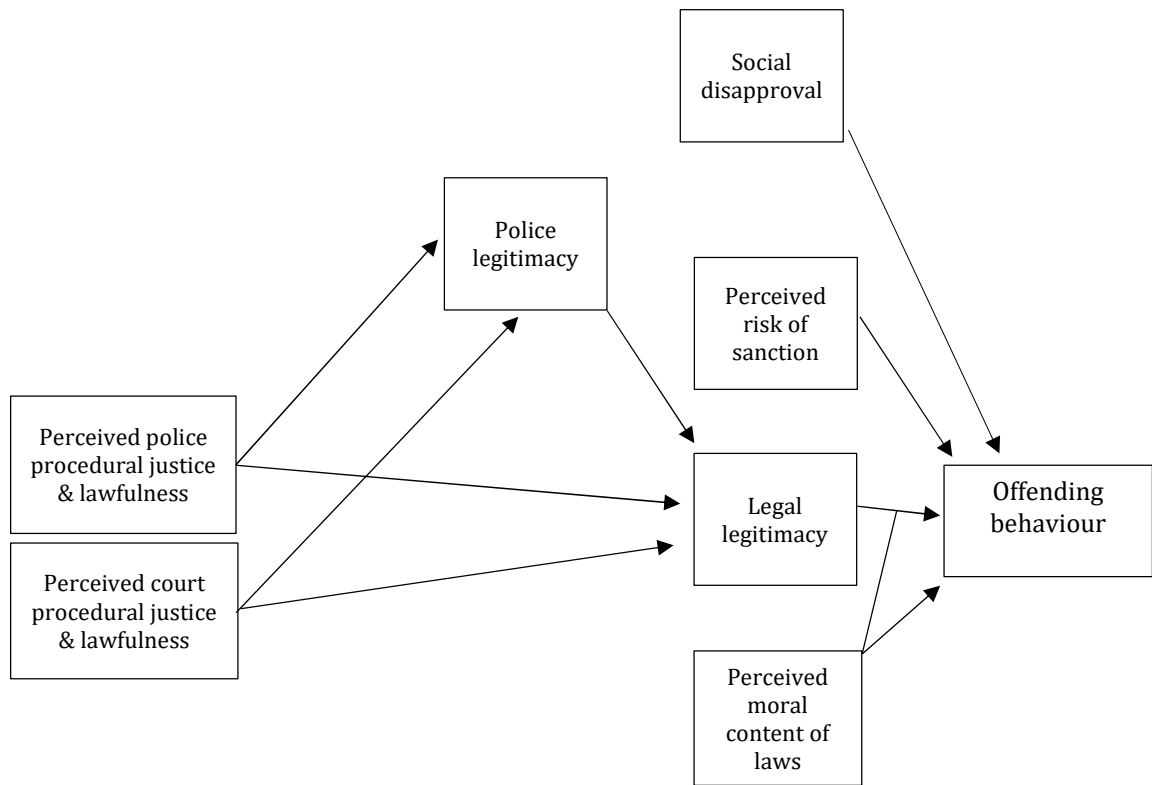 Social
disapproval
Police
legitimacy
Perceived
risk of
sanction
Perceived police
procedural justice
& lawfulness
Legal
legitimacy
Offending
behaviour
Perceived court
procedural justice
& lawfulness
Perceived
moral
content of
laws